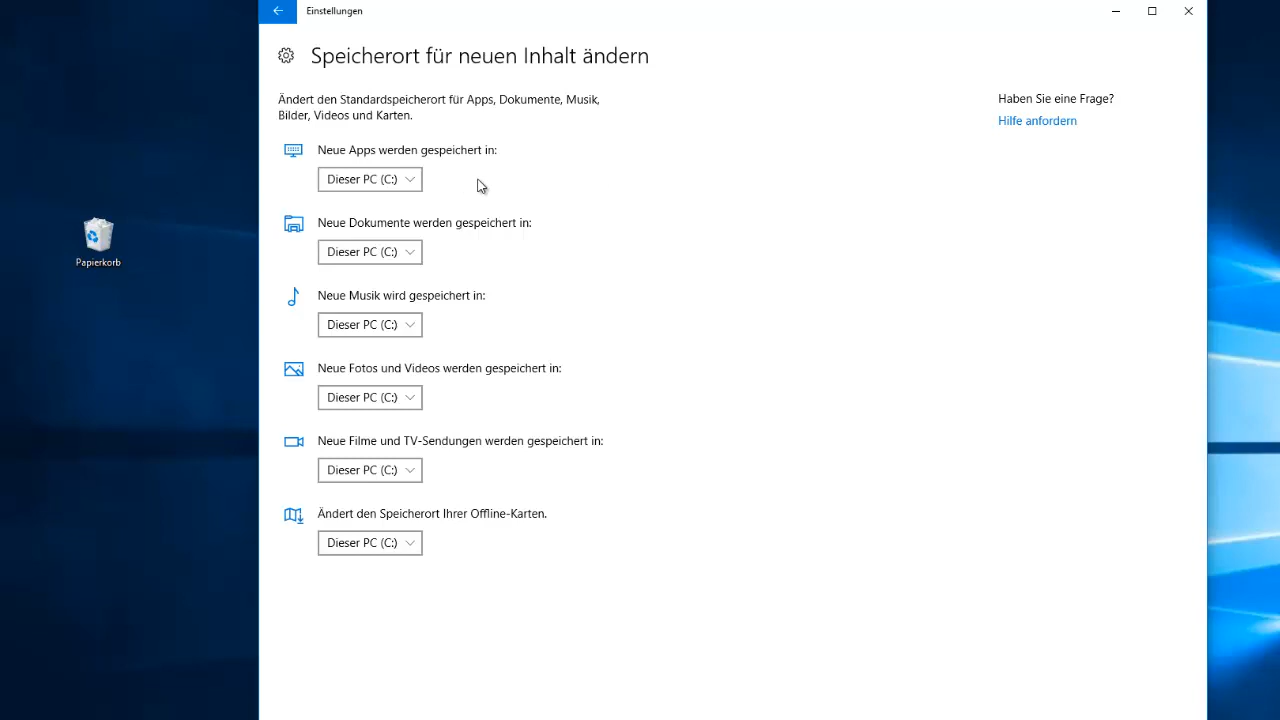 Einstellungen
Speicherort für neuen Inhalt ändern
Ändert den Standardspeicherort für Apps, Dokumente, Musik,
Bilder, Videos und Karten.
Haben Sie eine Frage?
Hilfe anfordern
Neue Apps werden gespeichert in:
Dieser PC (C:)
Neue Dokumente werden gespeichert in:
Dieser PC (C:)
Papierkorb
Neue Musik wird gespeichert in:
Dieser PC (C:)
Neue Fotos und Videos werden gespeichert in:
Dieser PC (C:)
Neue Filme und TV-Sendungen werden gespeichert in:
Dieser PC (C:)
Ändert den Speicherort Ihrer Offline-Karten.
Dieser PC (C:)